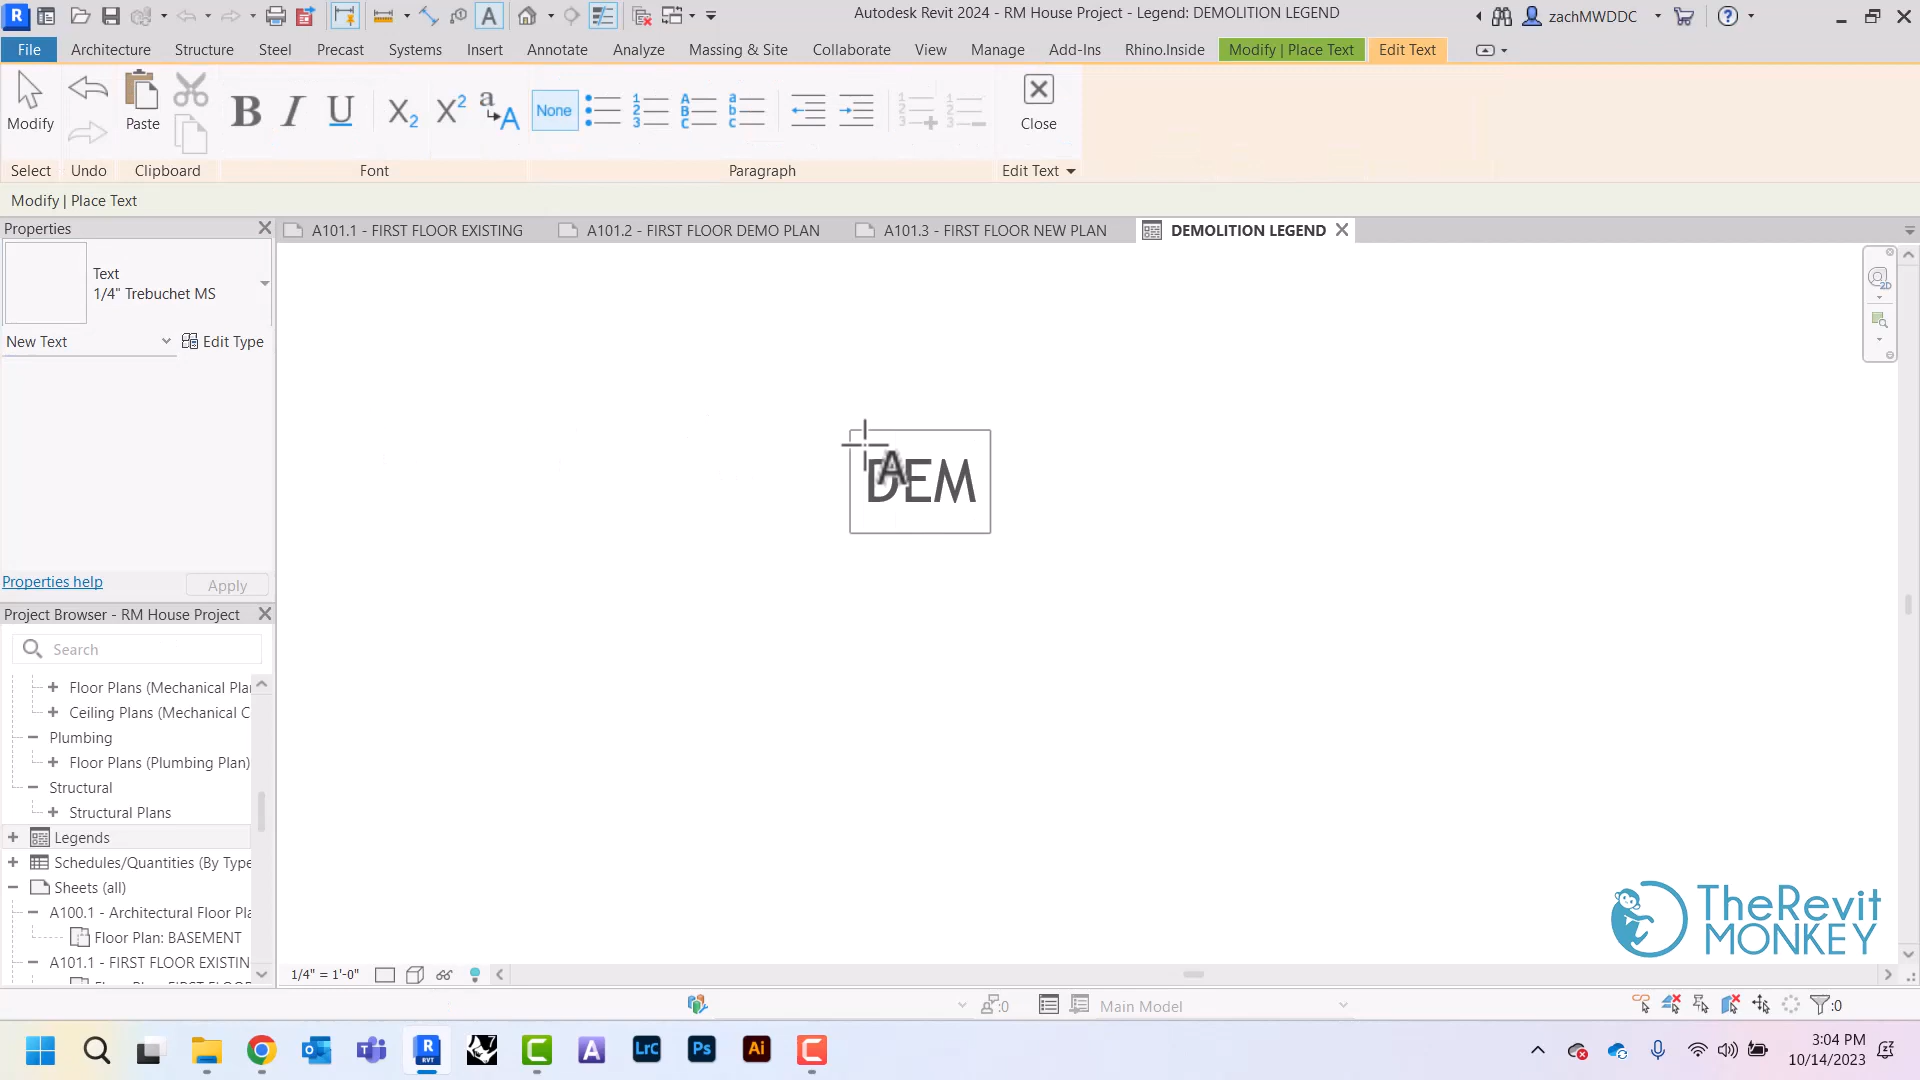 Autodesk Revit 2024 - RM House Project - Legend: DEMOLITION LEGEND
zachMWDDC
File Architecture Structure Steel Precast Systems Insert Annotate Analyze Massing & Site Collaborate View Manage Add-Ins Rhino.Inside Modify | Place Text Edit Text
Modify Paste None Close
Select Undo Clipboard Font Paragraph Edit Text
Modify | Place Text
Properties
A101.1 - FIRST FLOOR EXISTING A101.2 - FIRST FLOOR DEMO PLAN A101.3 - FIRST FLOOR NEW PLAN DEMOLITION LEGEND
Text
1/4" Trebuchet MS
New Text Edit Type
DEM
Properties help Apply
Project Browser - RM House Project
Search
Floor Plans (Mechanical Pla
Ceiling Plans (Mechanical C
Plumbing
Floor Plans (Plumbing Plan)
Structural
Structural Plans
Legends
Schedules/Quantities (By Type
Sheets (all)
A100.1 - Architectural Floor Pla
Floor Plan: BASEMENT
A101.1 - FIRST FLOOR EXISTIN
TheRevit
MONKEY
1/4" = 1'-0"
:0 Main Model :0
LrC Ps Ai
3:04 PM
10/14/2023